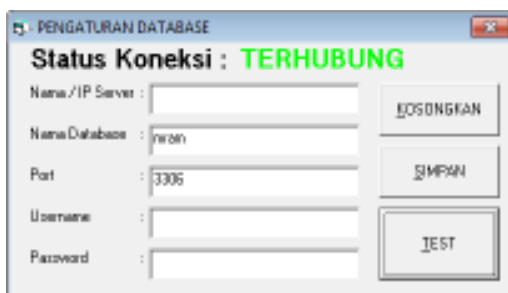 PENGATURAN DATABASE
Status Koneksi : TERHUBUNG
Nama / IP Server :
KOSONGKAN
Nama Database :
Port : 3306
SIMPAN
Username :
TEST
Password :